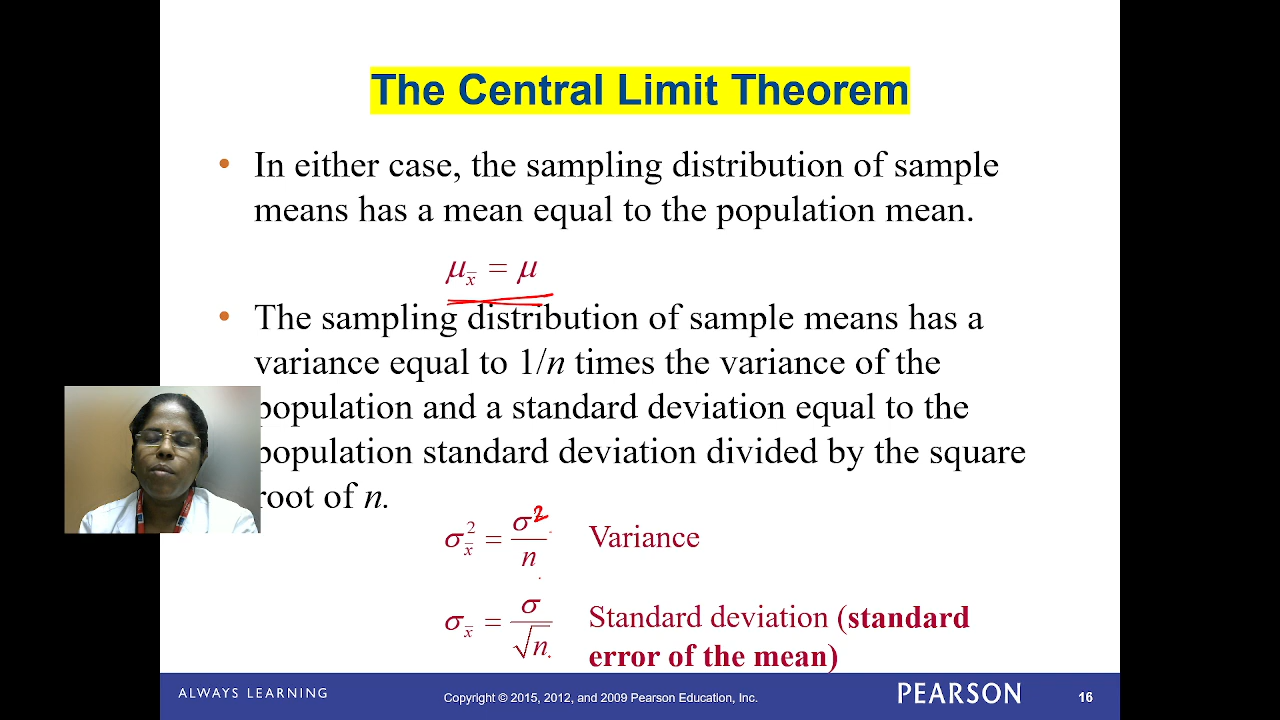 The Central Limit Theorem
• In either case, the sampling distribution of sample
means has a mean equal to the population mean.
μx̄ = μ
• The sampling distribution of sample means has a
variance equal to 1/n times the variance of the
population and a standard deviation equal to the
population standard deviation divided by the square
root of n.
σ²x̄ = σ²/n Variance
σx̄ = σ/√n Standard deviation (standard
error of the mean)
ALWAYS LEARNING Copyright © 2015, 2012, and 2009 Pearson Education, Inc. PEARSON 16